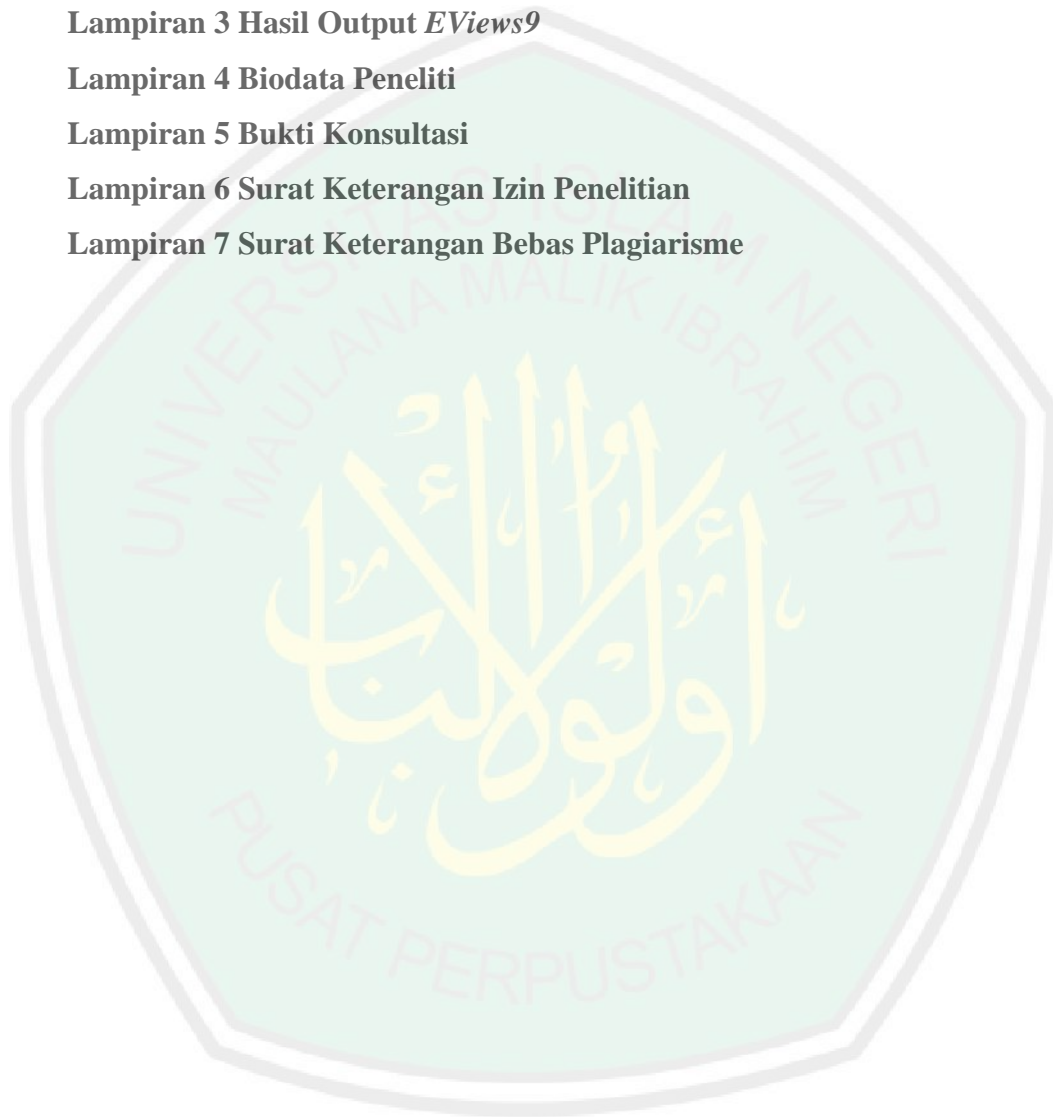 Lampiran 3 Hasil Output EViews9
Lampiran 4 Biodata Peneliti
Lampiran 5 Bukti Konsultasi
Lampiran 6 Surat Keterangan Izin Penelitian
Lampiran 7 Surat Keterangan Bebas Plagiarisme
UNIVERSITAS ISLAM NEGERI
MAULANA MALIK IBRAHIM
PUSAT PERPUSTAKAAN